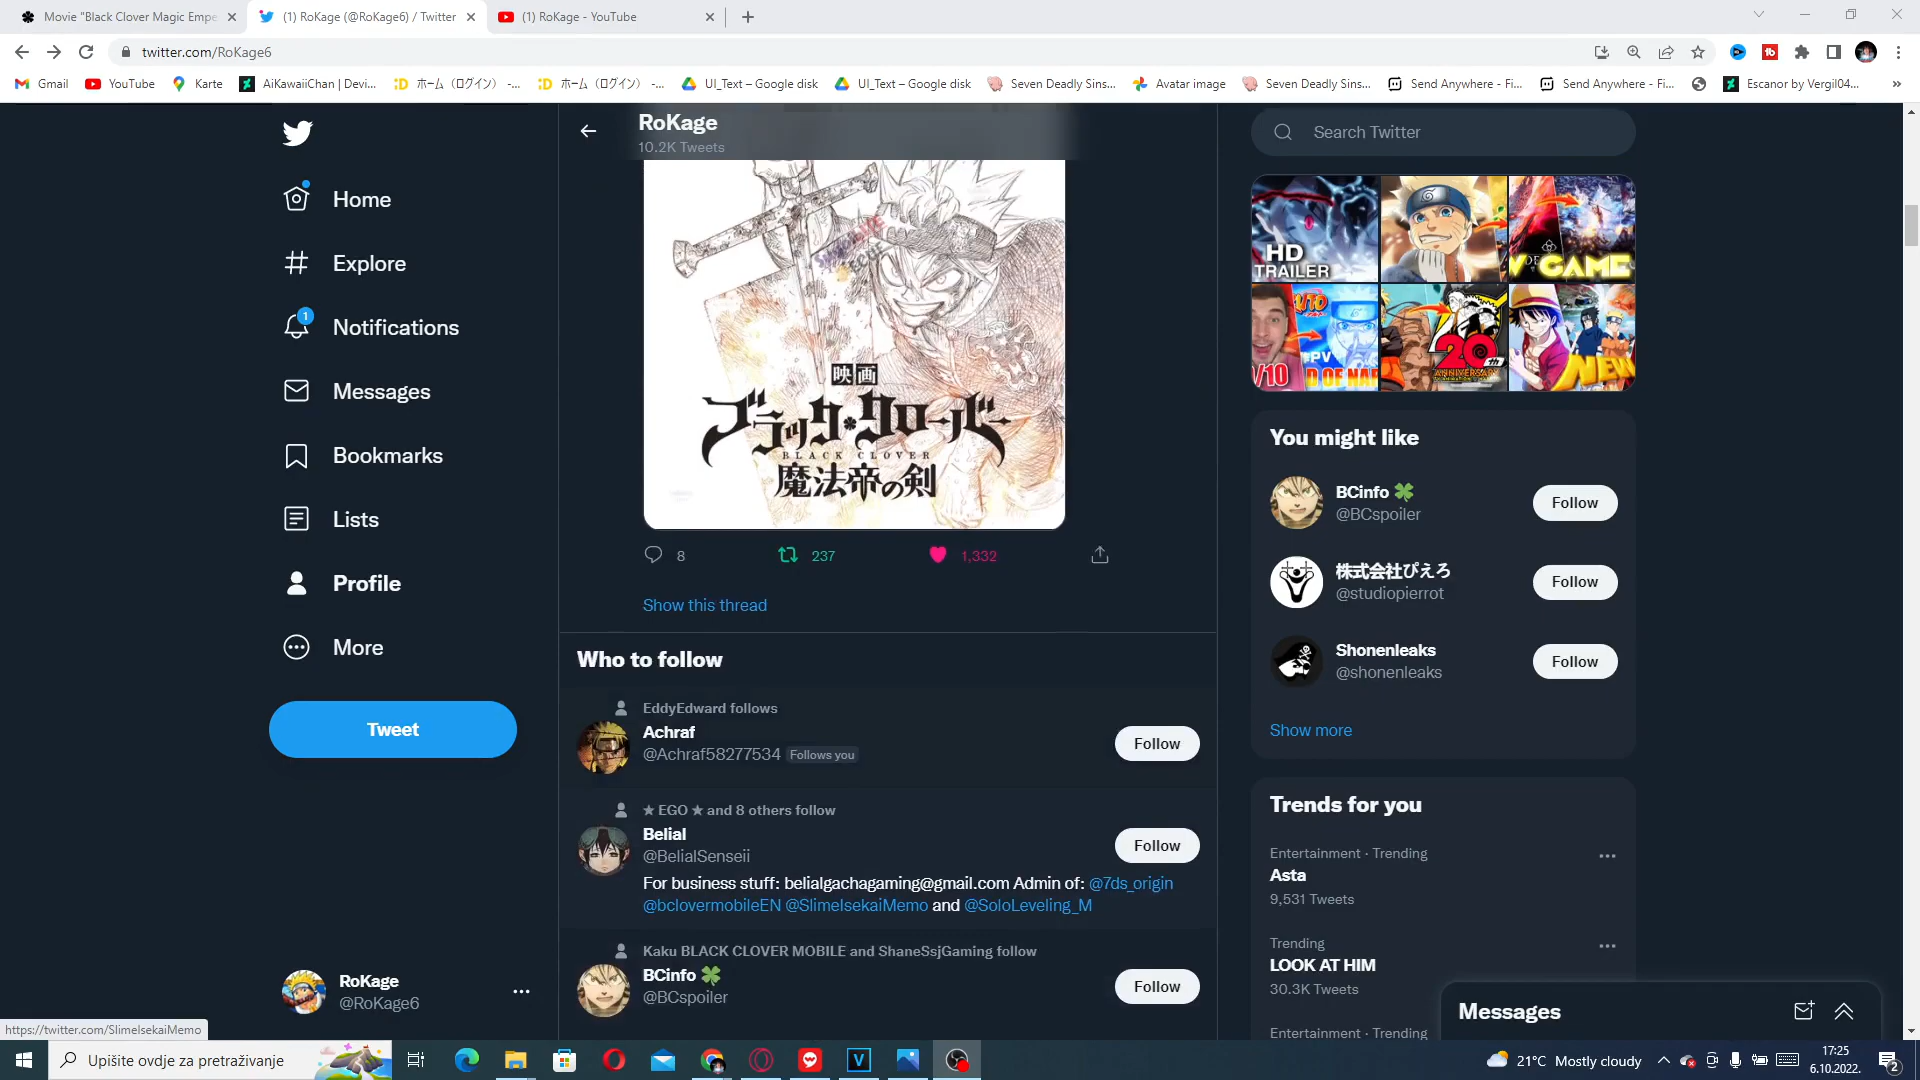 Movie "Black Clover Magic Empe
(1) RoKage (@RoKage6) / Twitter
(1) RoKage - YouTube
twitter.com/RoKage6
Gmail
YouTube
Karte
AiKawaiiChan | Devi...
ホーム（ログイン） -...
ホーム（ログイン） -...
UI_Text – Google disk
UI_Text – Google disk
Seven Deadly Sins...
Avatar image
Seven Deadly Sins...
Send Anywhere - Fi...
Send Anywhere - Fi...
Escanor by Vergil04...
RoKage
10.2K Tweets
Search Twitter
Home
Explore
1
Notifications
Messages
Bookmarks
Lists
Profile
More
Tweet
RoKage
@RoKage6
映画
ブラック・クローバー
BLACK CLOVER
魔法帝の剣
8
237
1,332
Show this thread
Who to follow
EddyEdward follows
Achraf
@Achraf58277534 Follows you
Follow
★ EGO ★ and 8 others follow
Belial
@BelialSenseii
Follow
For business stuff: belialgachagaming@gmail.com Admin of: @7ds_origin
@bclovermobileEN @SlimeIsekaiMemo and @SoloLeveling_M
Kaku BLACK CLOVER MOBILE and ShaneSsjGaming follow
BCinfo 🍀
@BCspoiler
Follow
HD
TRAILER
GAME
/10
PV
D OF NAR
20
th
ANNIVERSARY
NEW
You might like
BCinfo 🍀
@BCspoiler
Follow
株式会社ぴえろ
@studiopierrot
Follow
Shonenleaks
@shonenleaks
Follow
Show more
Trends for you
Entertainment · Trending
Asta
9,531 Tweets
Trending
LOOK AT HIM
30.3K Tweets
Entertainment · Trending
Messages
https://twitter.com/SlimeIsekaiMemo
Upišite ovdje za pretraživanje
21°C Mostly cloudy
17:25
6.10.2022.
2